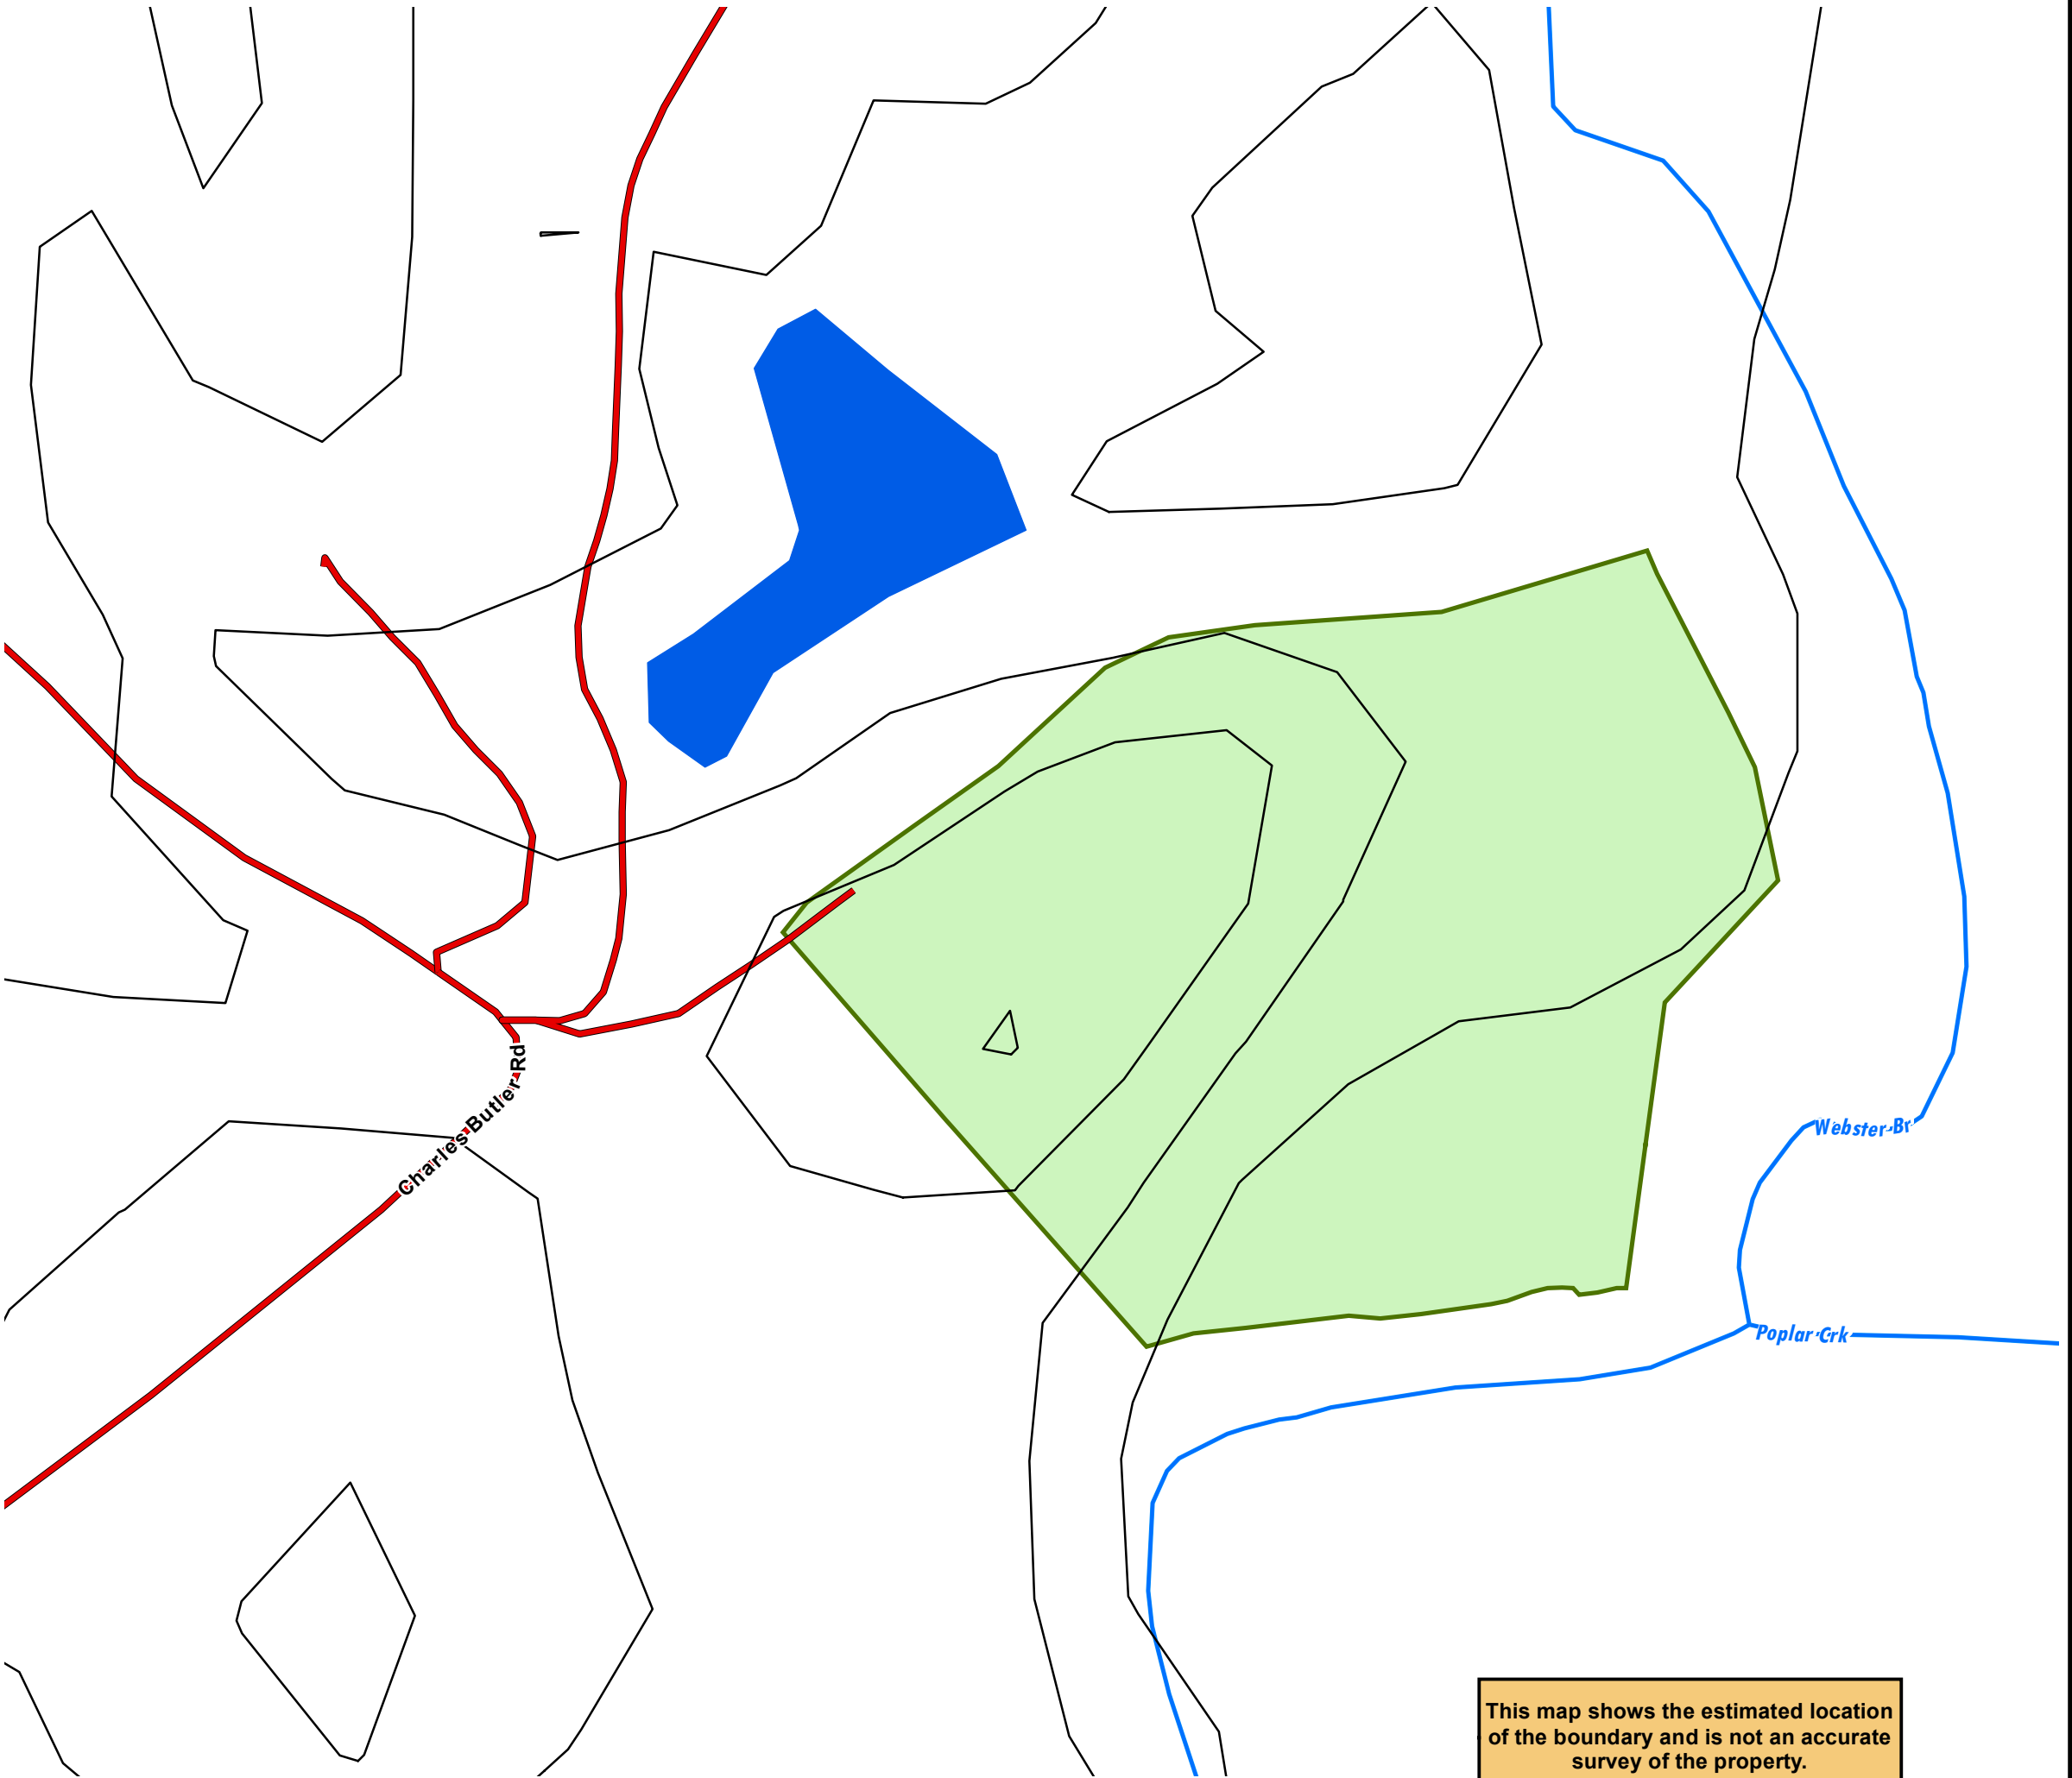 Charles Butler Rd
Webster Br
Poplar Crk
This map shows the estimated location
of the boundary and is not an accurate
survey of the property.